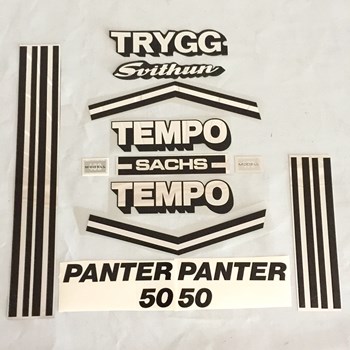 TRYGG
Svithun
TEMPO
SACHS
TEMPO
PANTER PANTER
50 50